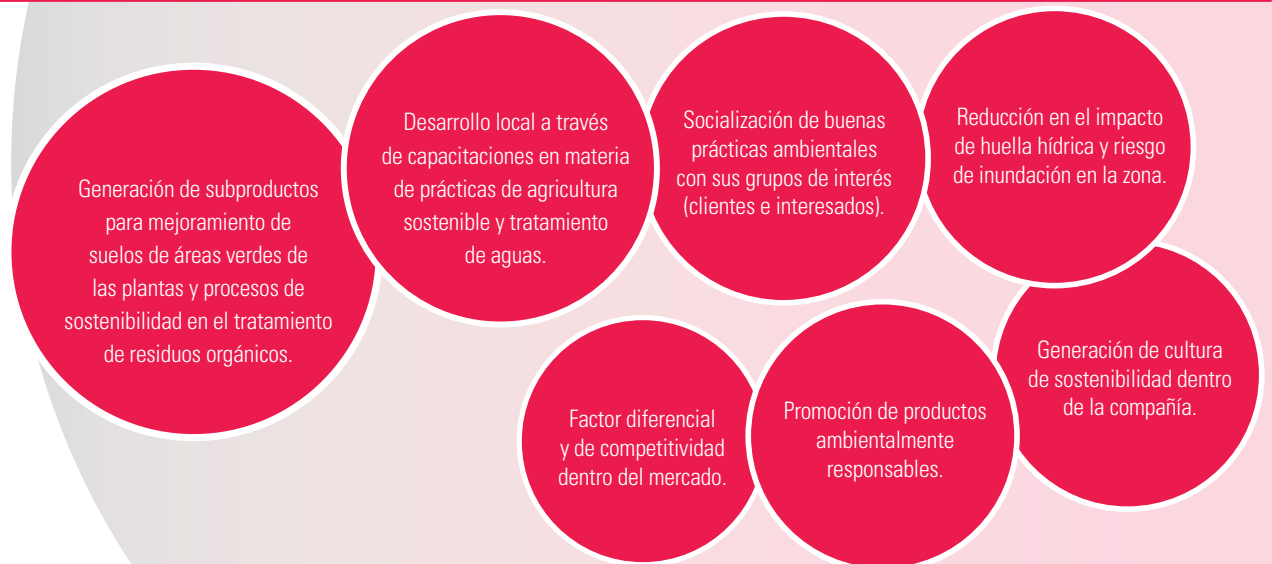 Generación de subproductos
para mejoramiento de
suelos de áreas verdes de
las plantas y procesos de
sostenibilidad en el tratamiento
de residuos orgánicos.
Desarrollo local a través
de capacitaciones en materia
de prácticas de agricultura
sostenible y tratamiento
de aguas.
Socialización de buenas
prácticas ambientales
con sus grupos de interés
(clientes e interesados).
Reducción en el impacto
de huella hídrica y riesgo
de inundación en la zona.
Generación de cultura
de sostenibilidad dentro
de la compañía.
Promoción de productos
ambientalmente
responsables.
Factor diferencial
y de competitividad
dentro del mercado.